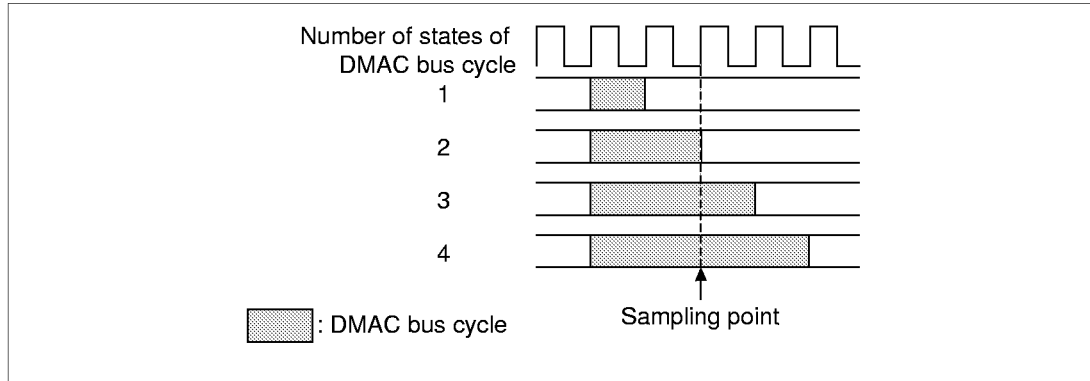 Number of states of
DMAC bus cycle
1
2
3
4
Sampling point
: DMAC bus cycle